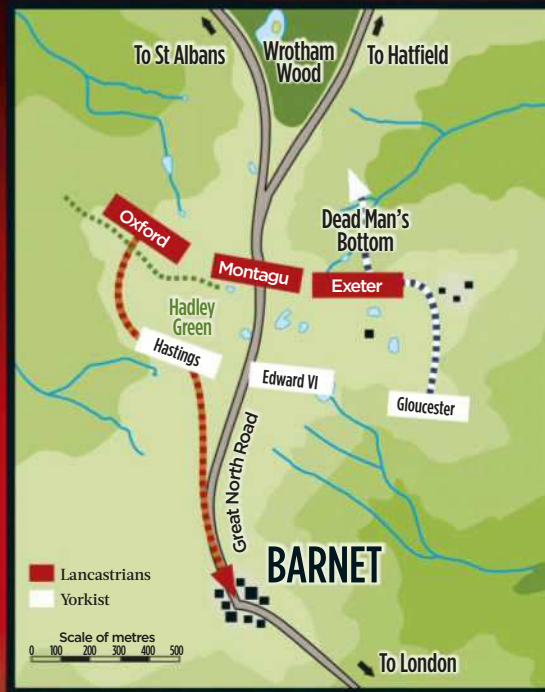 To St Albans
Wrotham
Wood
To Hatfield
Oxford
Dead Man's
Bottom
Montagu
Exeter
Hadley
Green
Hastings
Edward VI
Gloucester
Great North Road
BARNET
Lancastrians
Yorkist
Scale of metres
0 100 200 300 400 500
To London